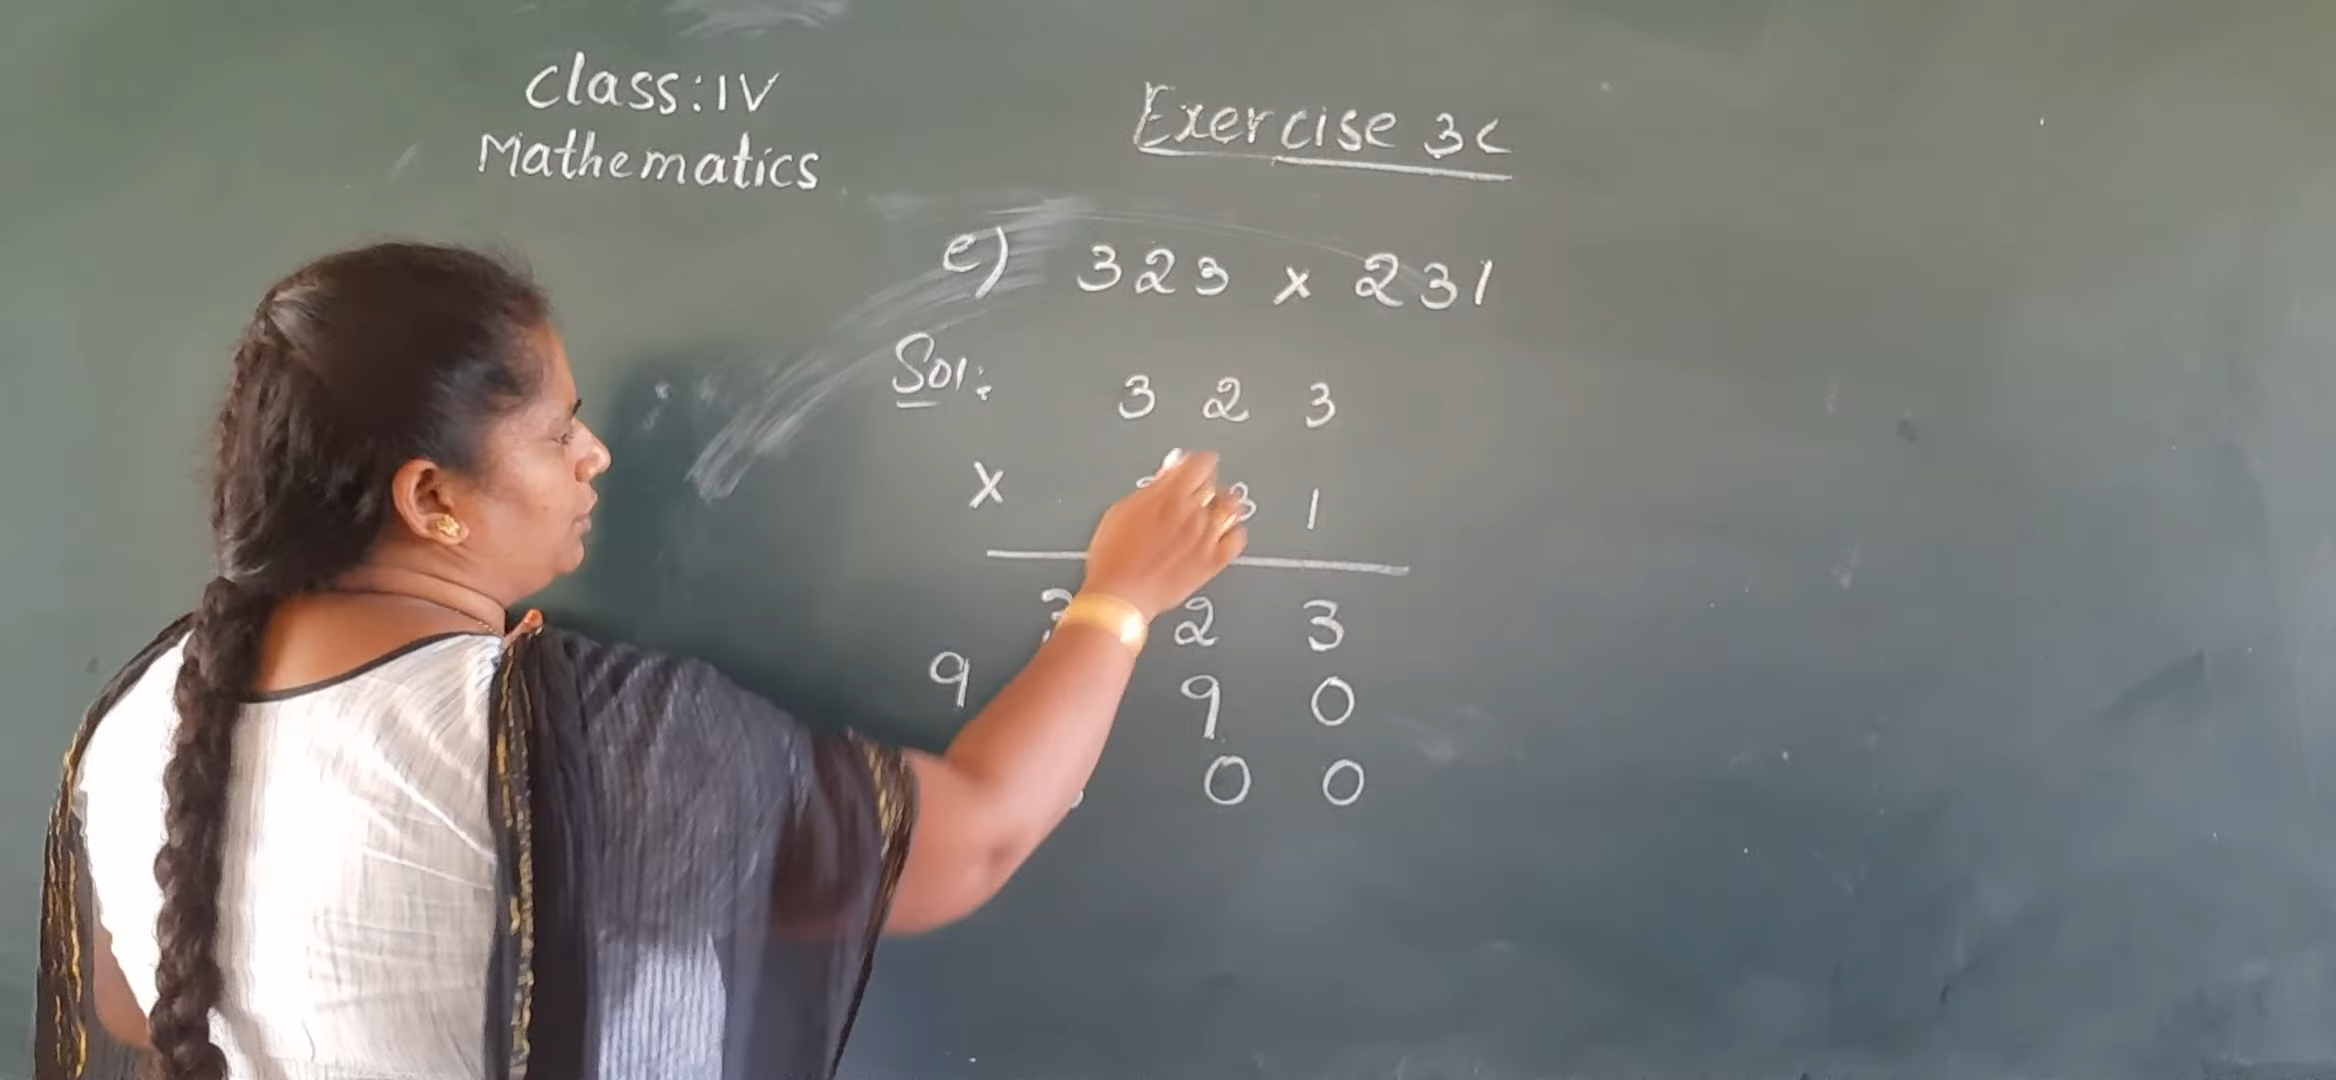 Class: IV
Mathematics
Exercise 3c
e) 323 x 231
Sol:
3 2 3
x 3 1
2 3
9 9 0
0 0